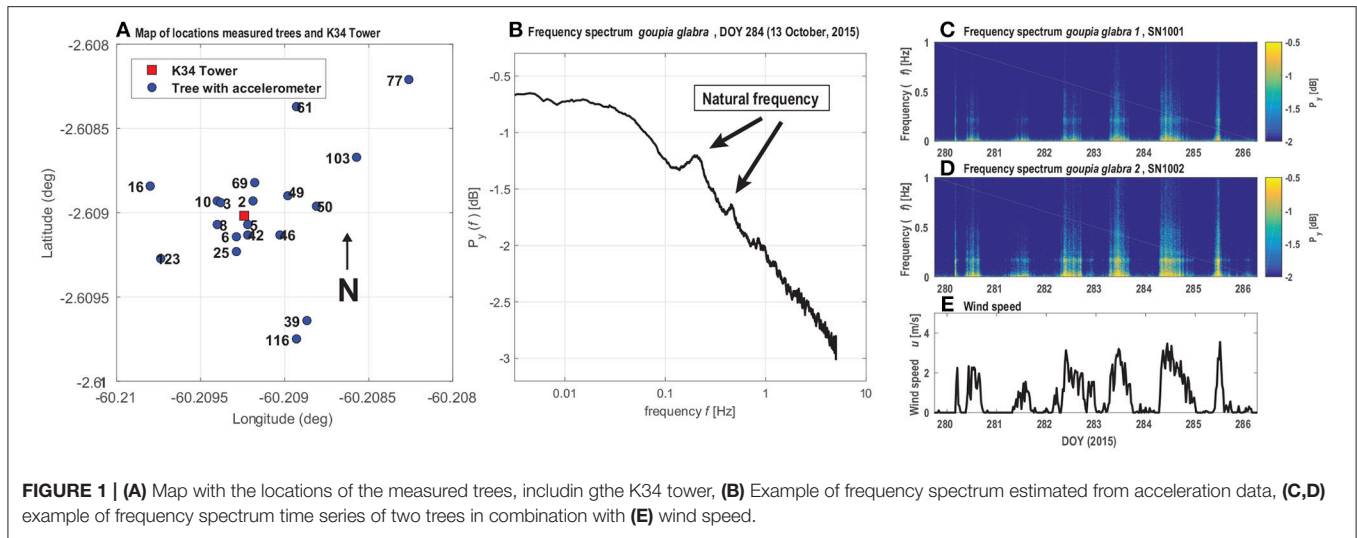 A Map of locations measured trees and K34 Tower
-2.608
-2.6085
-2.609
-2.6095
-2.61
Latitude (deg)
K34 Tower
Tree with accelerometer
77
61
103
16
69
49
10
3
2
50
8
5
6
42
46
25
123
39
116
N
-60.21
-60.2095
-60.209
-60.2085
-60.208
Longitude (deg)
B Frequency spectrum goupia glabra , DOY 284 (13 October, 2015)
-0.5
-1
-1.5
-2
-2.5
-3
P_y ( f ) [dB]
Natural frequency
0.01
0.1
1
10
frequency f [Hz]
C Frequency spectrum goupia glabra 1 , SN1001
1
0.5
0
Frequency ( f) [Hz]
280 281 282 283 284 285 286
-0.5
-1
-1.5
-2
P_y [dB]
D Frequency spectrum goupia glabra 2 , SN1002
1
0.5
0
Frequency ( f) [Hz]
280 281 282 283 284 285 286
-0.5
-1
-1.5
-2
P_y [dB]
E Wind speed
4
2
0
Wind speed u [m/s]
280 281 282 283 284 285 286
DOY (2015)
FIGURE 1 | (A) Map with the locations of the measured trees, includin gthe K34 tower, (B) Example of frequency spectrum estimated from acceleration data, (C,D)
example of frequency spectrum time series of two trees in combination with (E) wind speed.